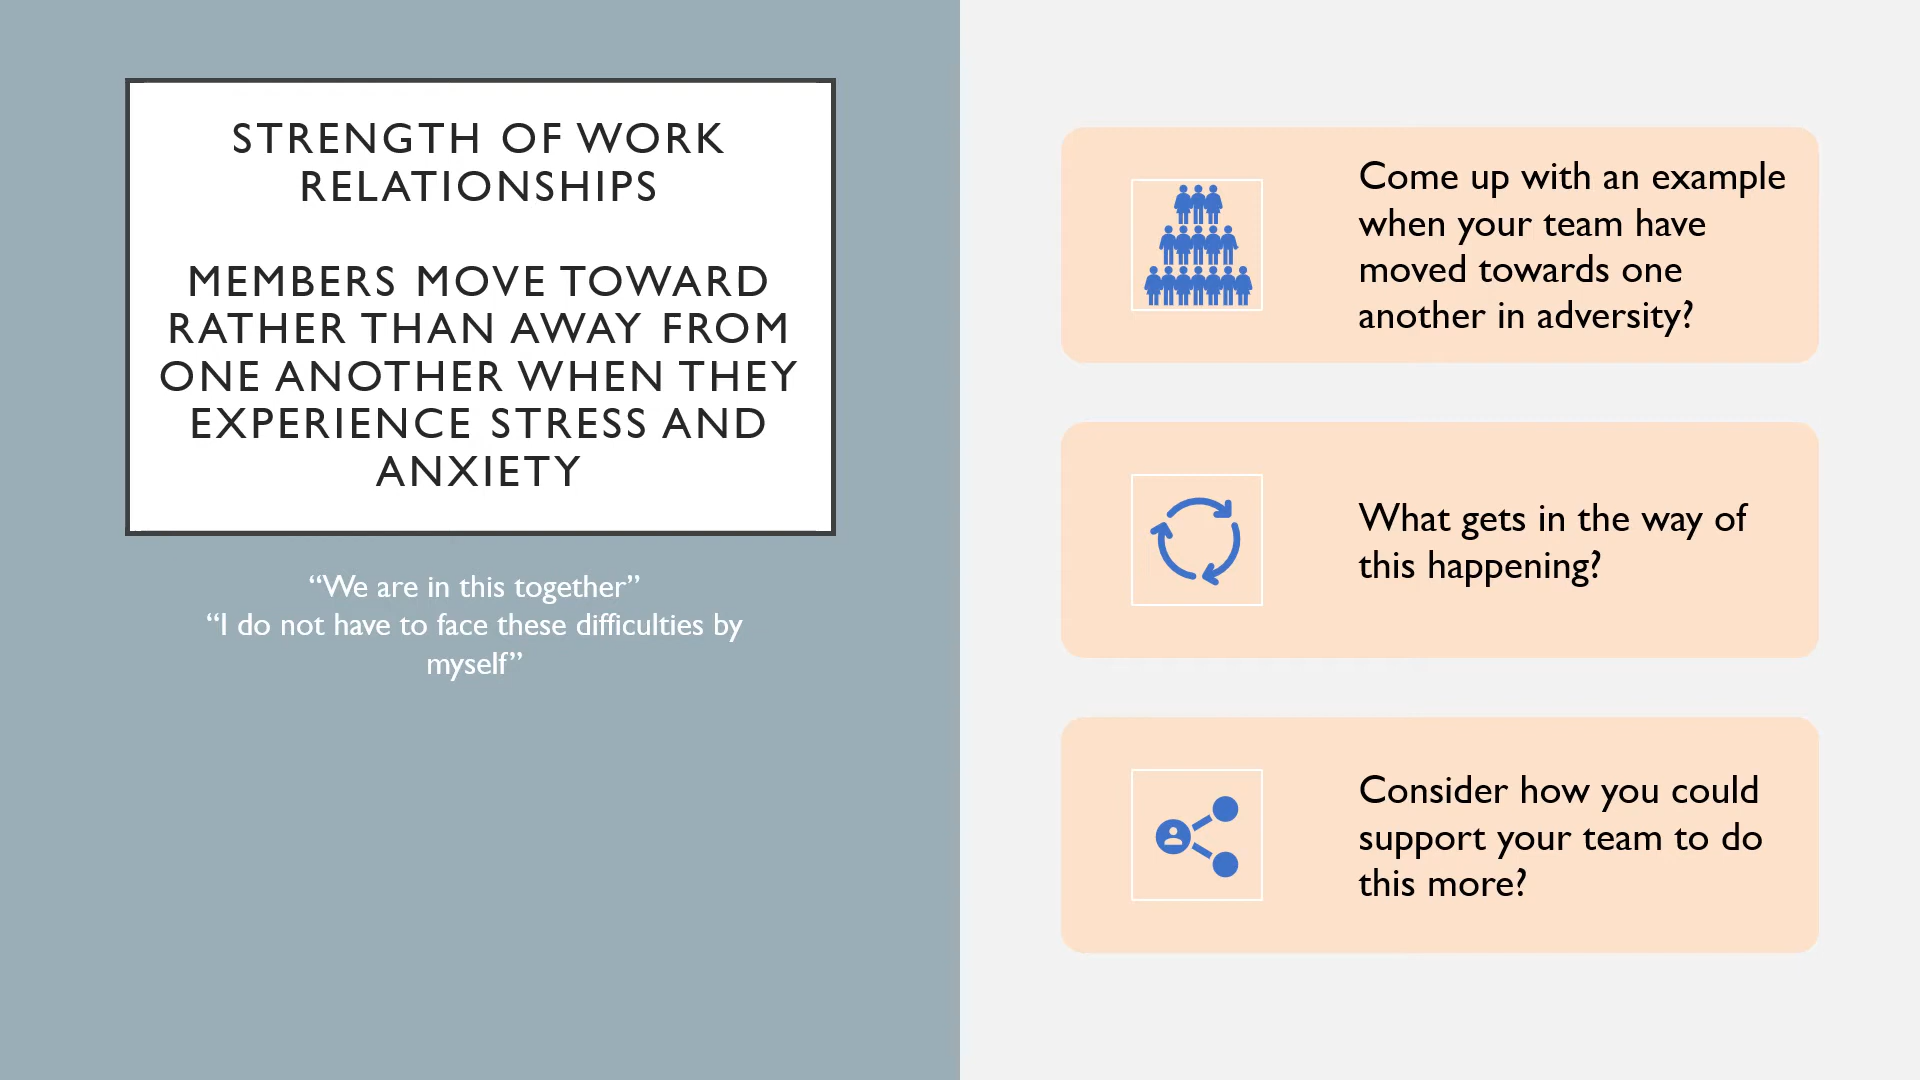 STRENGTH OF WORK
RELATIONSHIPS
MEMBERS MOVE TOWARD
RATHER THAN AWAY FROM
ONE ANOTHER WHEN THEY
EXPERIENCE STRESS AND
ANXIETY
“We are in this together”
“I do not have to face these difficulties by
myself”
Come up with an example
when your team have
moved towards one
another in adversity?
What gets in the way of
this happening?
Consider how you could
support your team to do
this more?